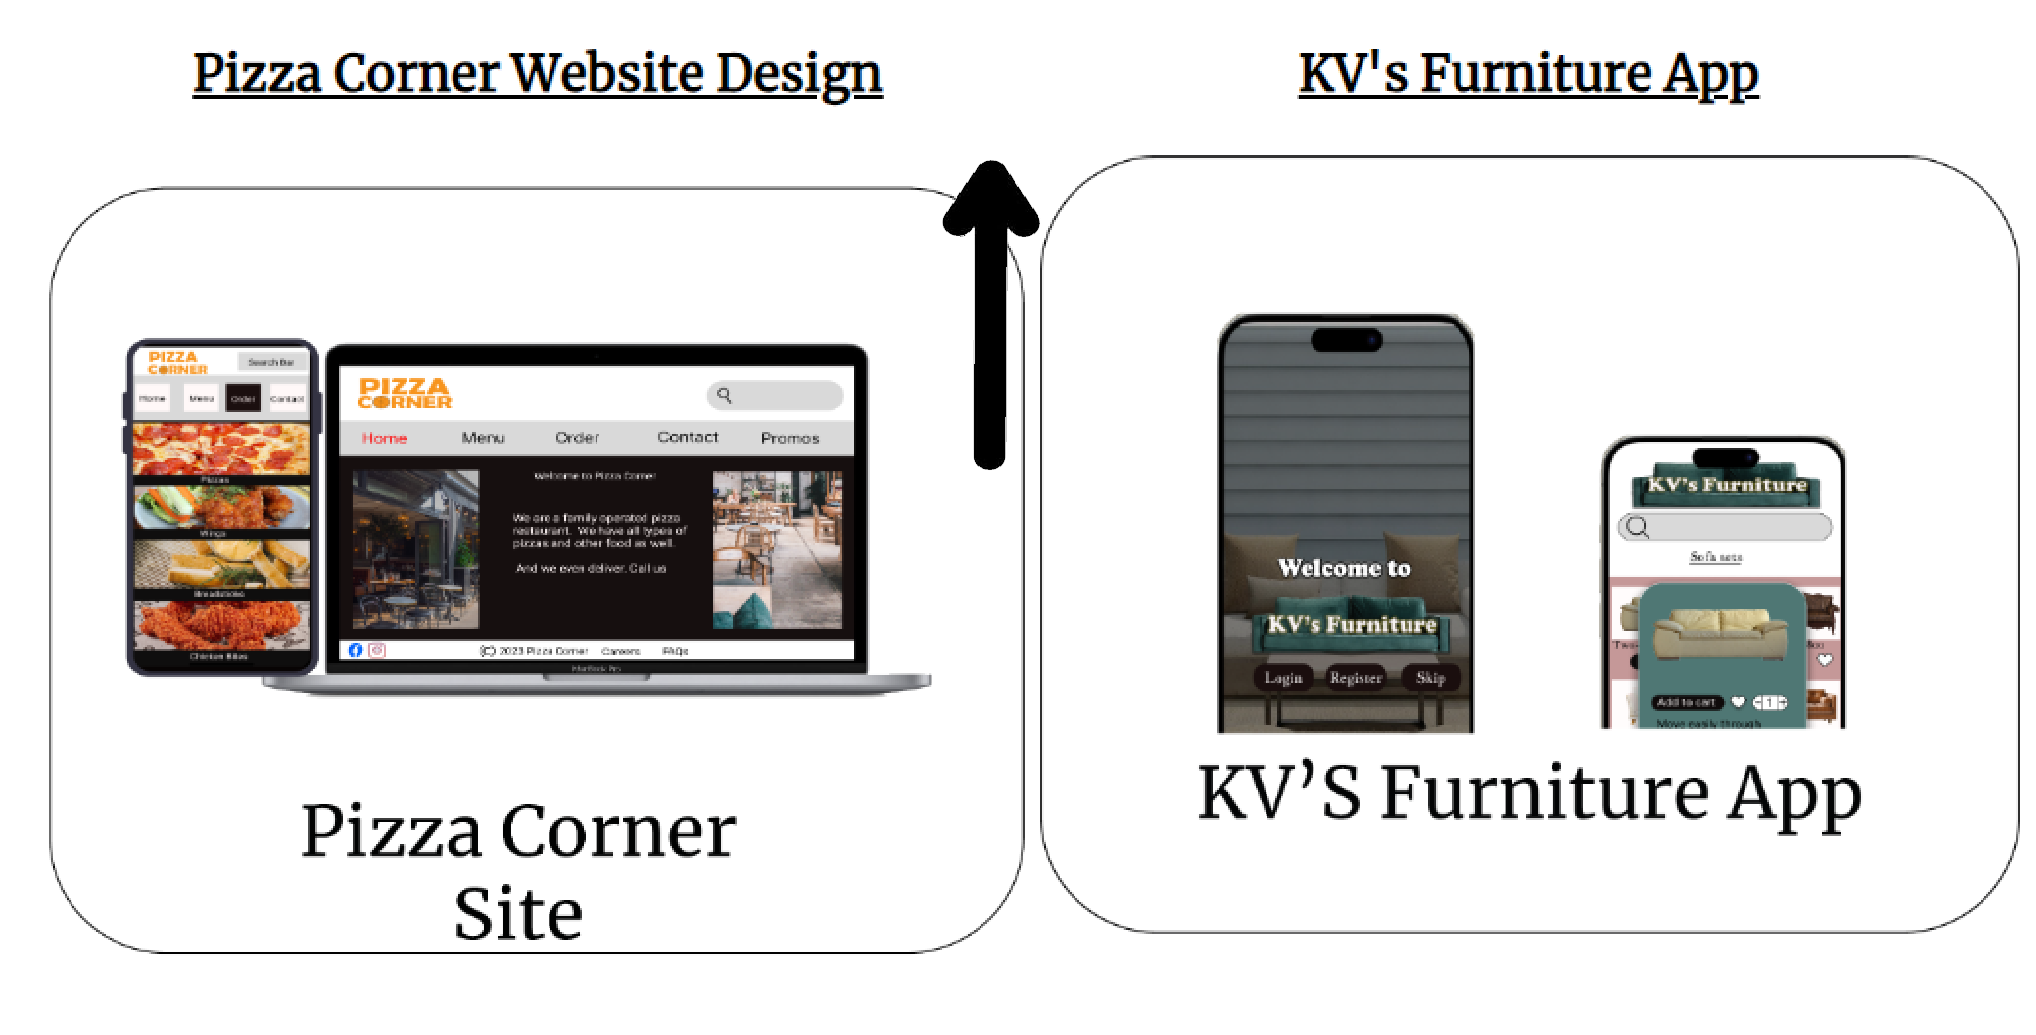 Pizza Corner Website Design
KV's Furniture App
PIZZA
CORNER
Search Bar
Home Menu Order Contact
Pizzas
Wings
Breadsticks
Chicken Bites
PIZZA
CORNER
Home Menu Order Contact Promos
Welcome to Pizza Corner
We are a family operated pizza
restaurant. We have all types of
pizzas and other food as well.
And we even deliver. Call us
© 2023 Pizza Corner Careers FAQs
MacBook Pro
Pizza Corner
Site
Welcome to
KV's Furniture
Login Register Skip
KV's Furniture
Sofa sets
Add to cart
1
Move easily through
KV’S Furniture App